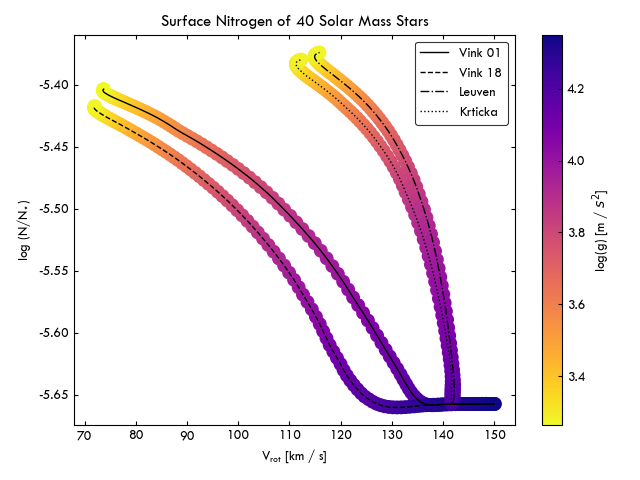 Surface Nitrogen of 40 Solar Mass Stars
Vink 01
Vink 18
Leuven
Krticka
-5.40
-5.45
-5.50
-5.55
-5.60
-5.65
log (N/N*)
70 80 90 100 110 120 130 140 150
V_rot [km / s]
4.2
4.0
3.8
3.6
3.4
log(g) [m / s²]